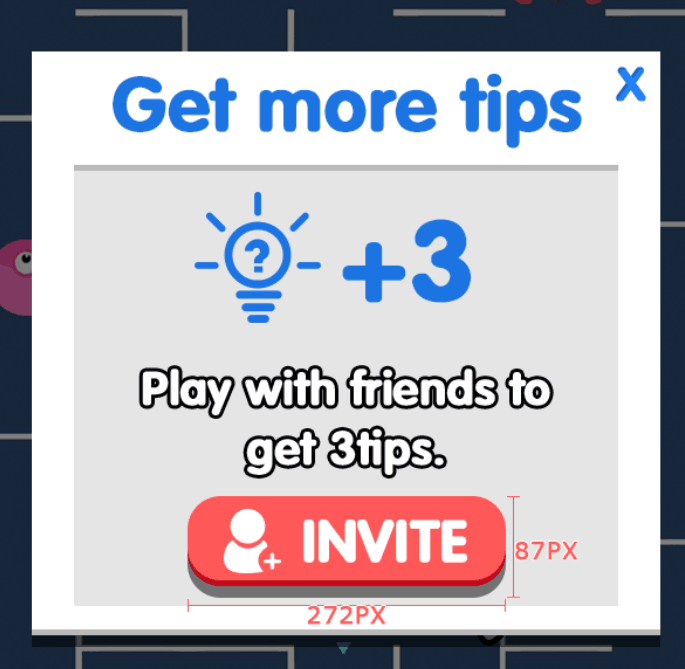 Get more tips
X
?
+3
Play with friends to
get 3tips.
INVITE
87PX
272PX